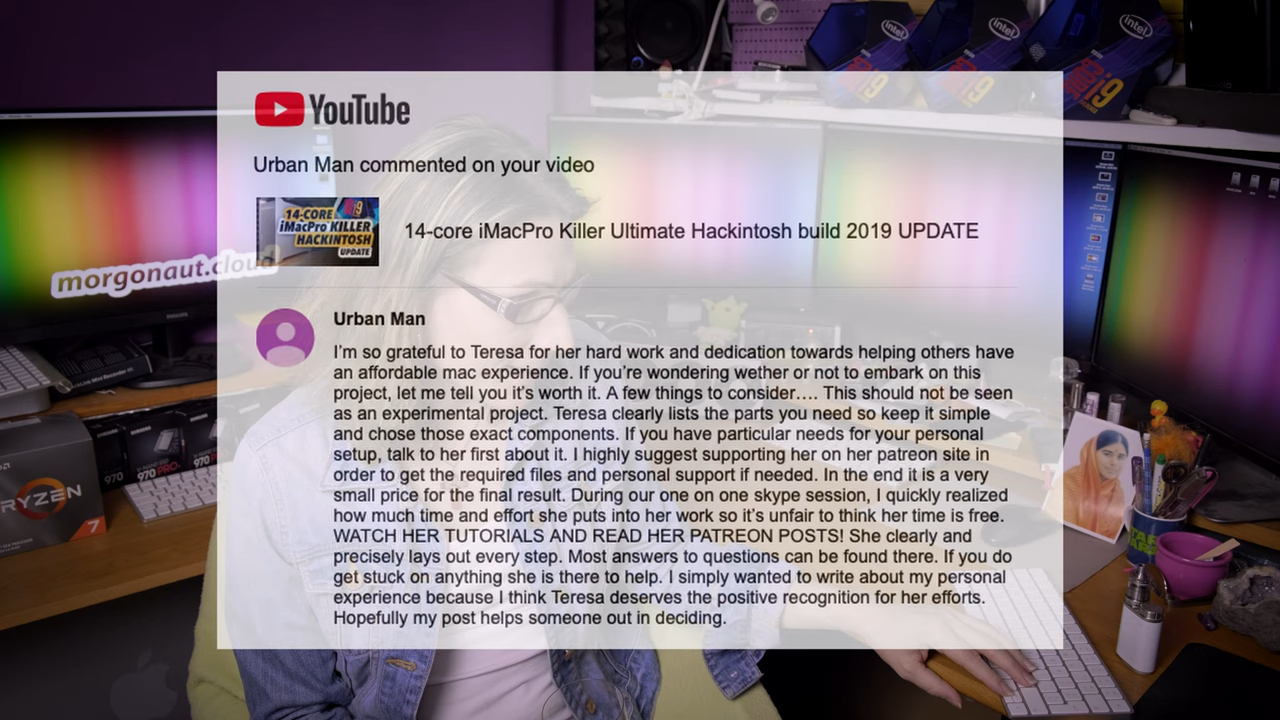 YouTube
Urban Man commented on your video
14-CORE i9
iMacPro KILLER
HACKINTOSH
UPDATE
14-core iMacPro Killer Ultimate Hackintosh build 2019 UPDATE
Urban Man
I’m so grateful to Teresa for her hard work and dedication towards helping others have
an affordable mac experience. If you’re wondering wether or not to embark on this
project, let me tell you it’s worth it. A few things to consider…. This should not be seen
as an experimental project. Teresa clearly lists the parts you need so keep it simple
and chose those exact components. If you have particular needs for your personal
setup, talk to her first about it. I highly suggest supporting her on her patreon site in
order to get the required files and personal support if needed. In the end it is a very
small price for the final result. During our one on one skype session, I quickly realized
how much time and effort she puts into her work so it’s unfair to think her time is free.
WATCH HER TUTORIALS AND READ HER PATREON POSTS! She clearly and
precisely lays out every step. Most answers to questions can be found there. If you do
get stuck on anything she is there to help. I simply wanted to write about my personal
experience because I think Teresa deserves the positive recognition for her efforts.
Hopefully my post helps someone out in deciding.
morgonaut.cloud
intel
i9
intel
i9
intel
i9
PHILIPS
970
970 PRO
970
RYZEN
7